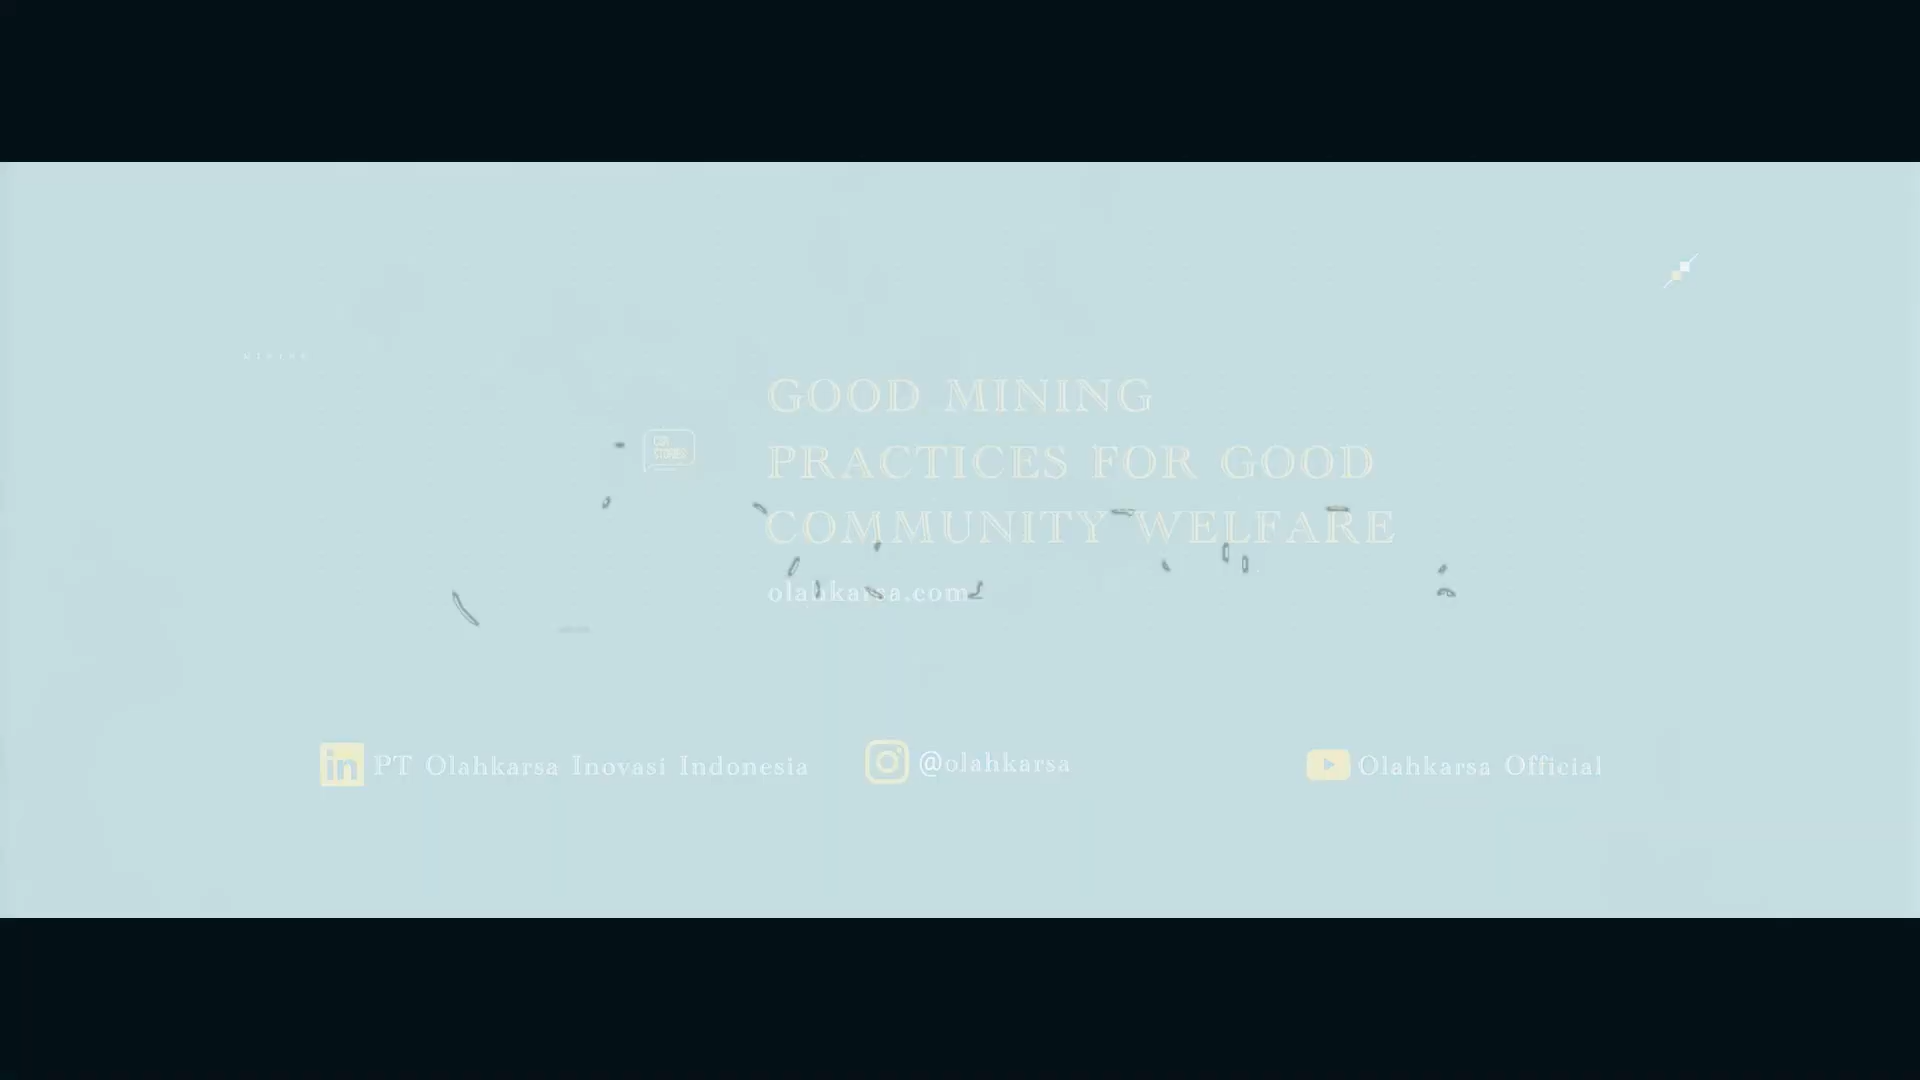 GOOD MINING
PRACTICES FOR GOOD
COMMUNITY WELFARE
olahkarsa.com
PT Olahkarsa Inovasi Indonesia
@olahkarsa
Olahkarsa Official